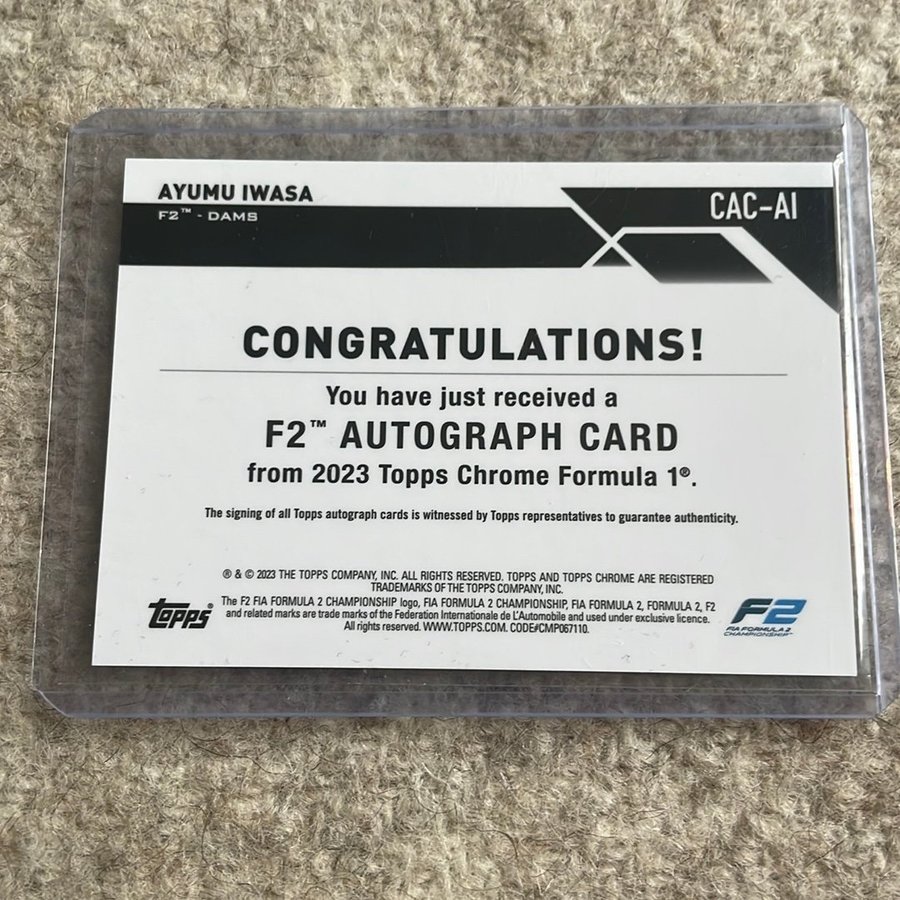 AYUMU IWASA
F2™ - DAMS
CAC-AI
CONGRATULATIONS!
You have just received a
F2™ AUTOGRAPH CARD
from 2023 Topps Chrome Formula 1®.
The signing of all Topps autograph cards is witnessed by Topps representatives to guarantee authenticity.
® & © 2023 THE TOPPS COMPANY, INC. ALL RIGHTS RESERVED. TOPPS AND TOPPS CHROME ARE REGISTERED
TRADEMARKS OF THE TOPPS COMPANY, INC.
The F2 FIA FORMULA 2 CHAMPIONSHIP logo, FIA FORMULA 2 CHAMPIONSHIP, FIA FORMULA 2, FORMULA 2, F2
and related marks are trade marks of the Federation Internationale de L'Automobile and used under exclusive licence.
All rights reserved. WWW.TOPPS.COM. CODE#CMP067110.
Topps®
F2
FIA FORMULA 2
CHAMPIONSHIP™